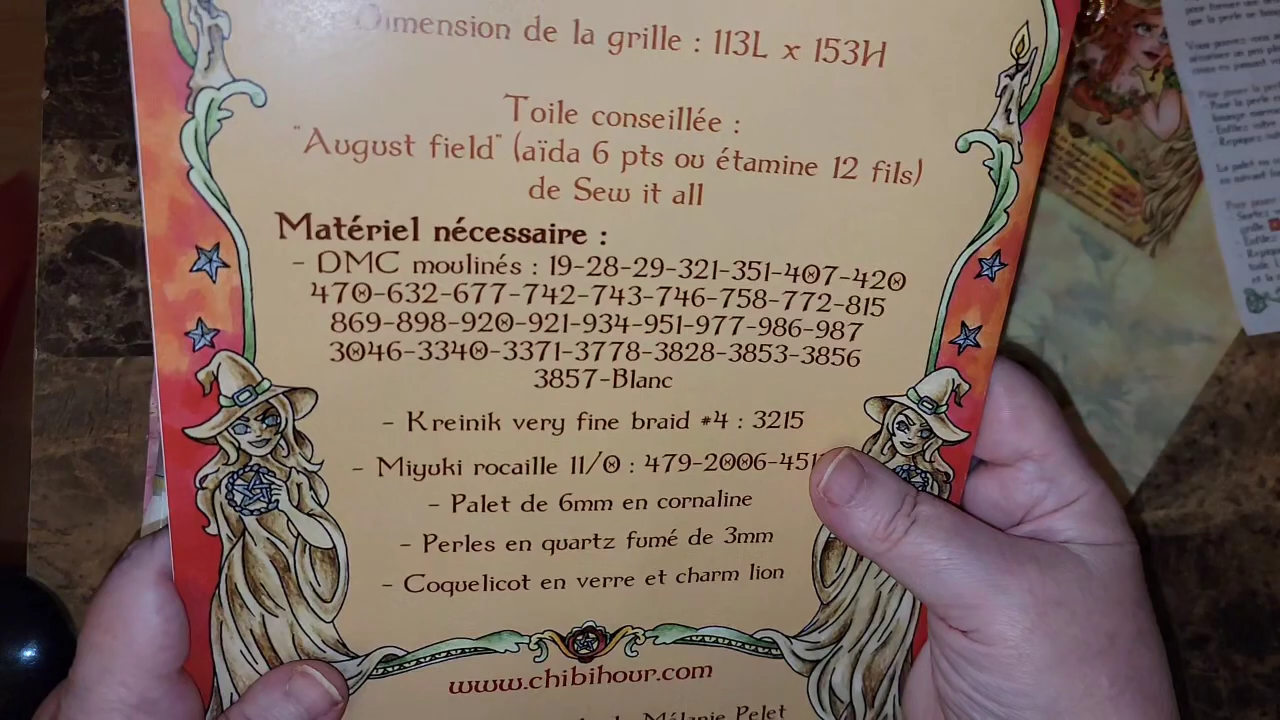 Dimension de la grille : 113L x 153H
Toile conseillée :
"August field" (aïda 6 pts ou étamine 12 fils)
de Sew it all
Matériel nécessaire :
- DMC moulinés : 19-28-29-321-351-407-420
470-632-677-742-743-746-758-772-815
869-898-920-921-934-951-977-986-987
3046-3340-3371-3778-3828-3853-3856
3857-Blanc
- Kreinik very fine braid #4 : 3215
- Miyuki rocaille 11/0 : 479-2006-451
- Palet de 6mm en cornaline
- Perles en quartz fumé de 3mm
- Coquelicot en verre et charm lion
www.chibihour.com
de Mélanie Pelet